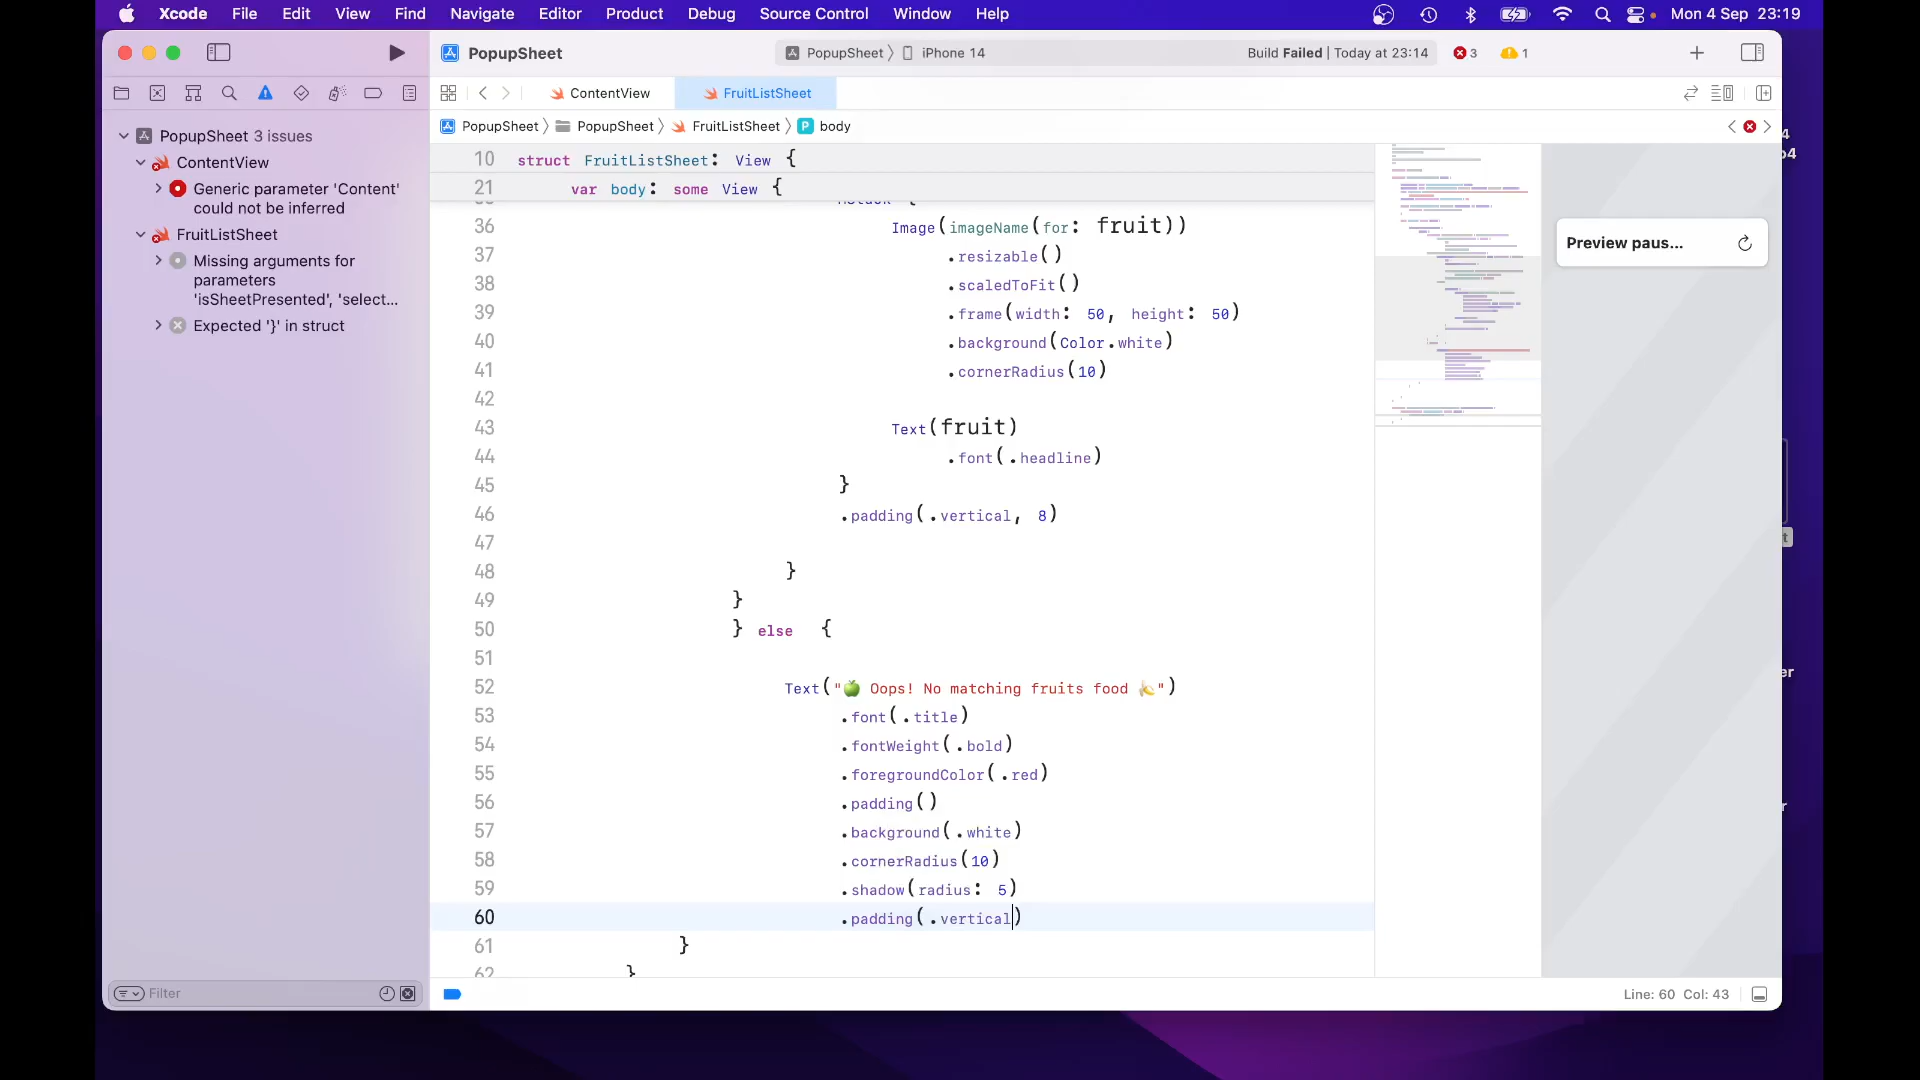 Xcode File Edit View Find Navigate Editor Product Debug Source Control Window Help Mon 4 Sep 23:19
PopupSheet PopupSheet 〉 iPhone 14 Build Failed | Today at 23:14 3 1
ContentView FruitListSheet
PopupSheet 〉 PopupSheet 〉 FruitListSheet 〉 P body
PopupSheet 3 issues
ContentView
Generic parameter 'Content'
could not be inferred
FruitListSheet
Missing arguments for
parameters
'isSheetPresented', 'select...
Expected '}' in struct
10 struct FruitListSheet: View {
21 var body: some View {
36 Image(imageName(for: fruit))
37 .resizable()
38 .scaledToFit()
39 .frame(width: 50, height: 50)
40 .background(Color.white)
41 .cornerRadius(10)
42
43 Text(fruit)
44 .font(.headline)
45 }
46 .padding(.vertical, 8)
47
48 }
49 }
50 } else {
51
52 Text("🍏 Oops! No matching fruits food 🍌")
53 .font(.title)
54 .fontWeight(.bold)
55 .foregroundColor(.red)
56 .padding()
57 .background(.white)
58 .cornerRadius(10)
59 .shadow(radius: 5)
60 .padding(.vertical)
61 }
62 }
Preview paus...
Filter
Line: 60 Col: 43